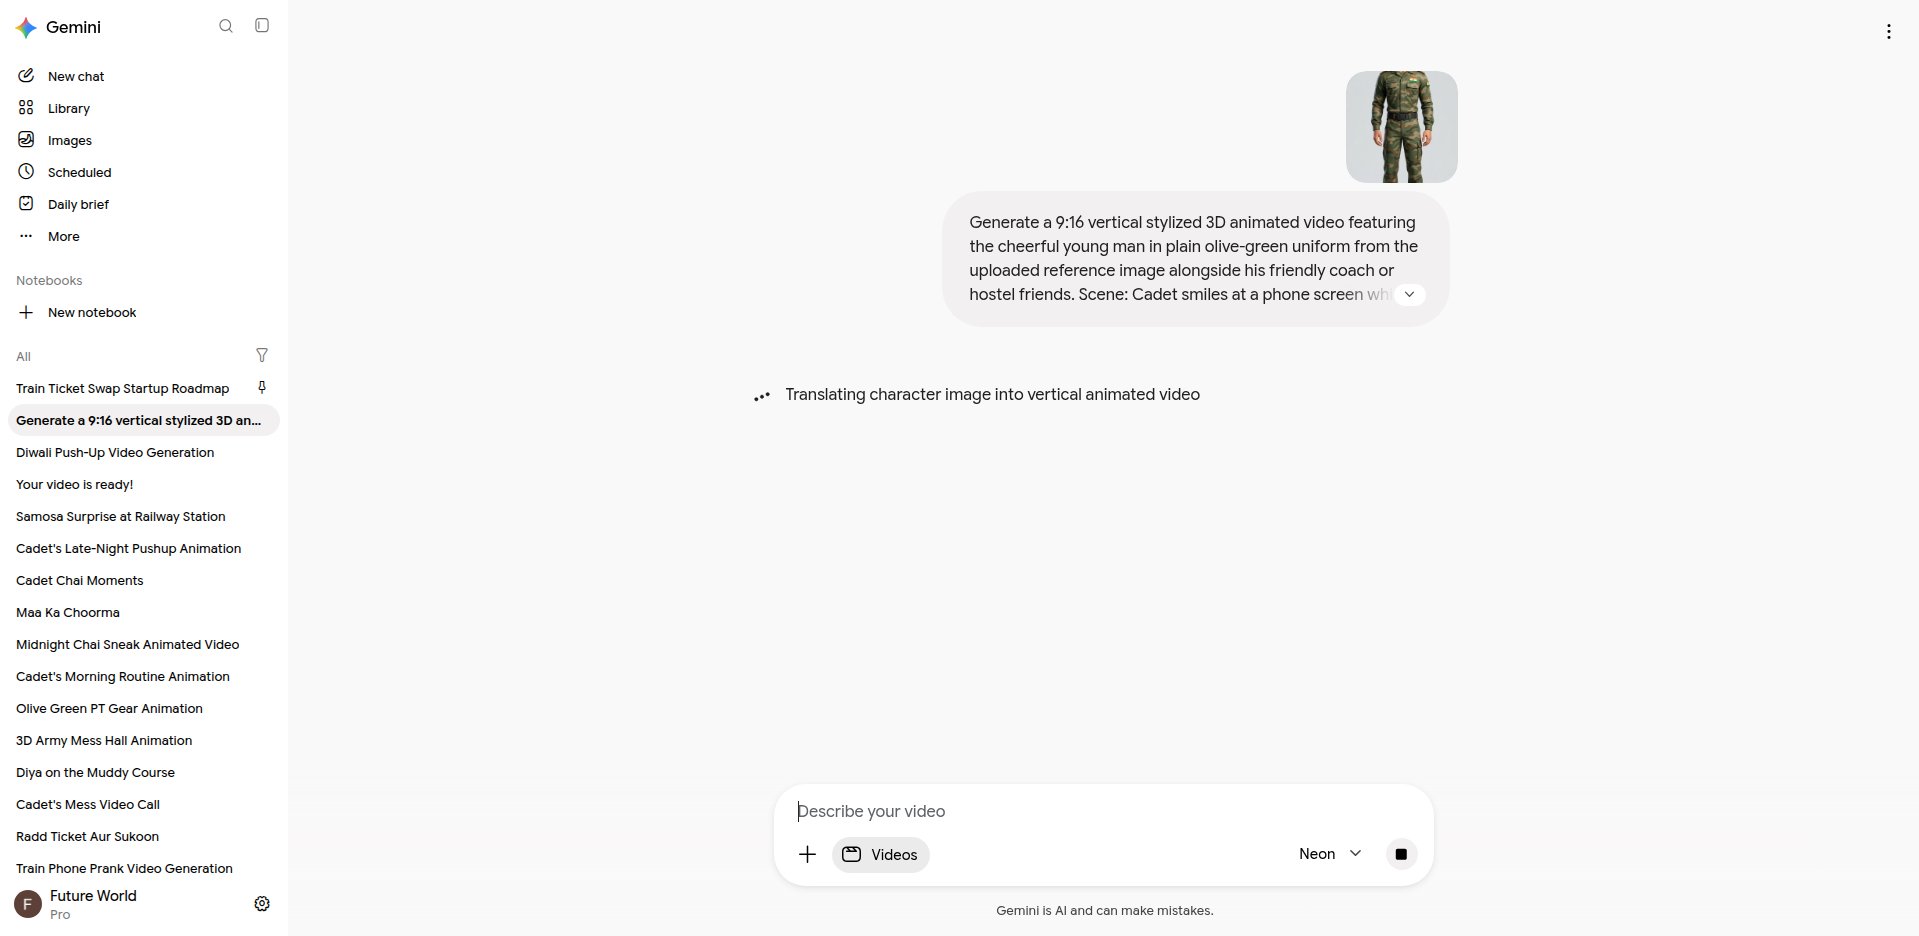 Gemini
New chat
Library
Images
Scheduled
Daily brief
More
Notebooks
New notebook
All
Train Ticket Swap Startup Roadmap
Generate a 9:16 vertical stylized 3D an...
Diwali Push-Up Video Generation
Your video is ready!
Samosa Surprise at Railway Station
Cadet's Late-Night Pushup Animation
Cadet Chai Moments
Maa Ka Choorma
Midnight Chai Sneak Animated Video
Cadet's Morning Routine Animation
Olive Green PT Gear Animation
3D Army Mess Hall Animation
Diya on the Muddy Course
Cadet's Mess Video Call
Radd Ticket Aur Sukoon
Train Phone Prank Video Generation
F
Future World
Pro
Generate a 9:16 vertical stylized 3D animated video featuring
the cheerful young man in plain olive-green uniform from the
uploaded reference image alongside his friendly coach or
hostel friends. Scene: Cadet smiles at a phone screen whi
Translating character image into vertical animated video
Describe your video
Videos
Neon
Gemini is AI and can make mistakes.